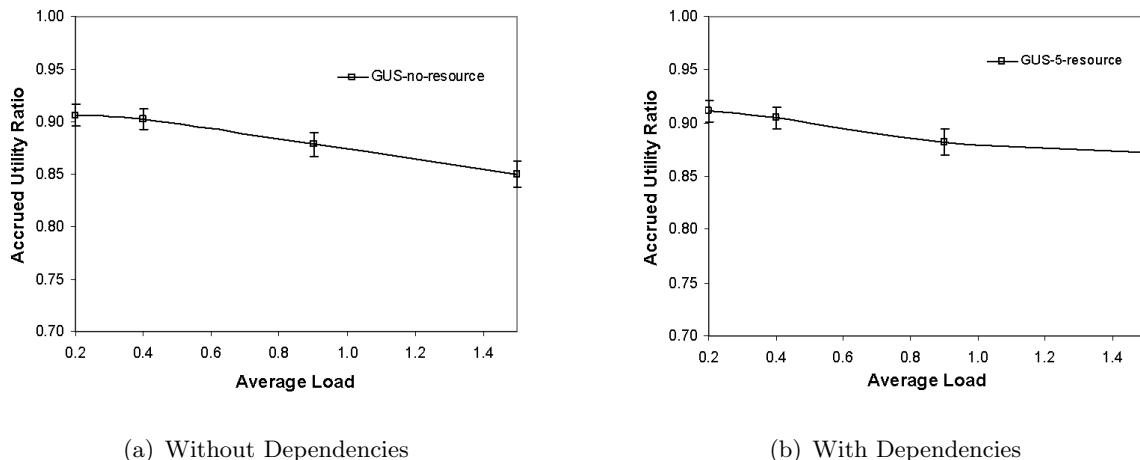 1.00
0.95
0.90
0.85
0.80
0.75
0.70
Accrued Utility Ratio
GUS-no-resource
0.2 0.4 0.6 0.8 1.0 1.2 1.4
Average Load
(a) Without Dependencies
1.00
0.95
0.90
0.85
0.80
0.75
0.70
Accrued Utility Ratio
GUS-5-resource
0.2 0.4 0.6 0.8 1.0 1.2 1.4
Average Load
(b) With Dependencies